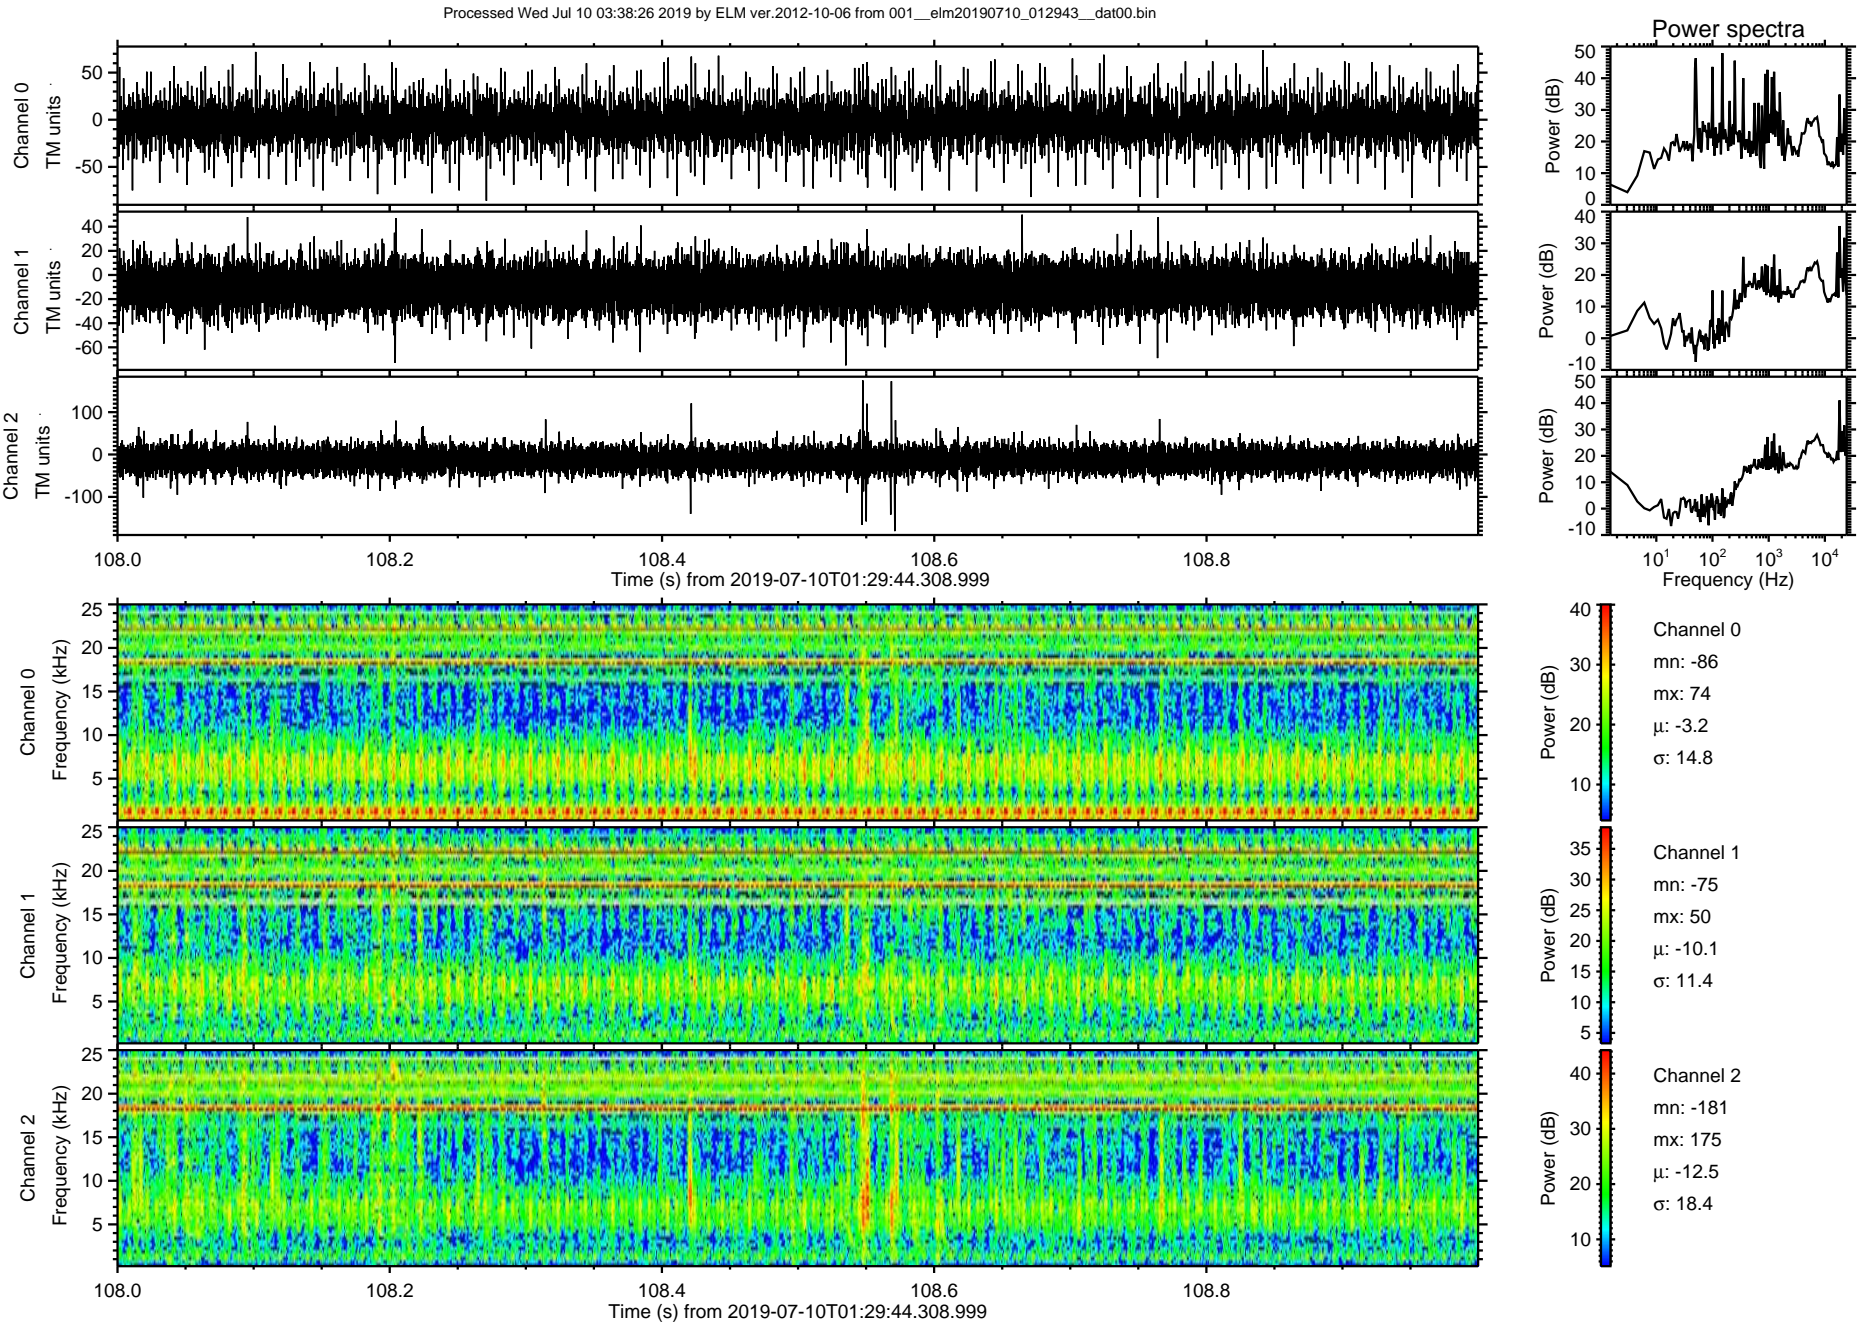 Processed Wed Jul 10 03:38:26 2019 by ELM ver.2012-10-06 from 001__elm20190710_012943__dat00.bin
Power spectra
Channel 0
TM units
50
0
-50
Power (dB)
50
40
30
20
10
0
Channel 1
TM units
40
20
0
-20
-40
-60
Power (dB)
40
30
20
10
0
-10
Channel 2
TM units
100
0
-100
Power (dB)
50
40
30
20
10
0
-10
108.0 108.2 108.4 108.6 108.8
Time (s) from 2019-07-10T01:29:44.308.999
10¹ 10² 10³ 10⁴
Frequency (Hz)
Channel 0
Frequency (kHz)
25
20
15
10
5
Power (dB)
40
30
20
10
Channel 0
mn: -86
mx: 74
µ: -3.2
σ: 14.8
Channel 1
Frequency (kHz)
25
20
15
10
5
Power (dB)
35
30
25
20
15
10
5
Channel 1
mn: -75
mx: 50
µ: -10.1
σ: 11.4
Channel 2
Frequency (kHz)
25
20
15
10
5
Power (dB)
40
30
20
10
Channel 2
mn: -181
mx: 175
µ: -12.5
σ: 18.4
108.0 108.2 108.4 108.6 108.8
Time (s) from 2019-07-10T01:29:44.308.999